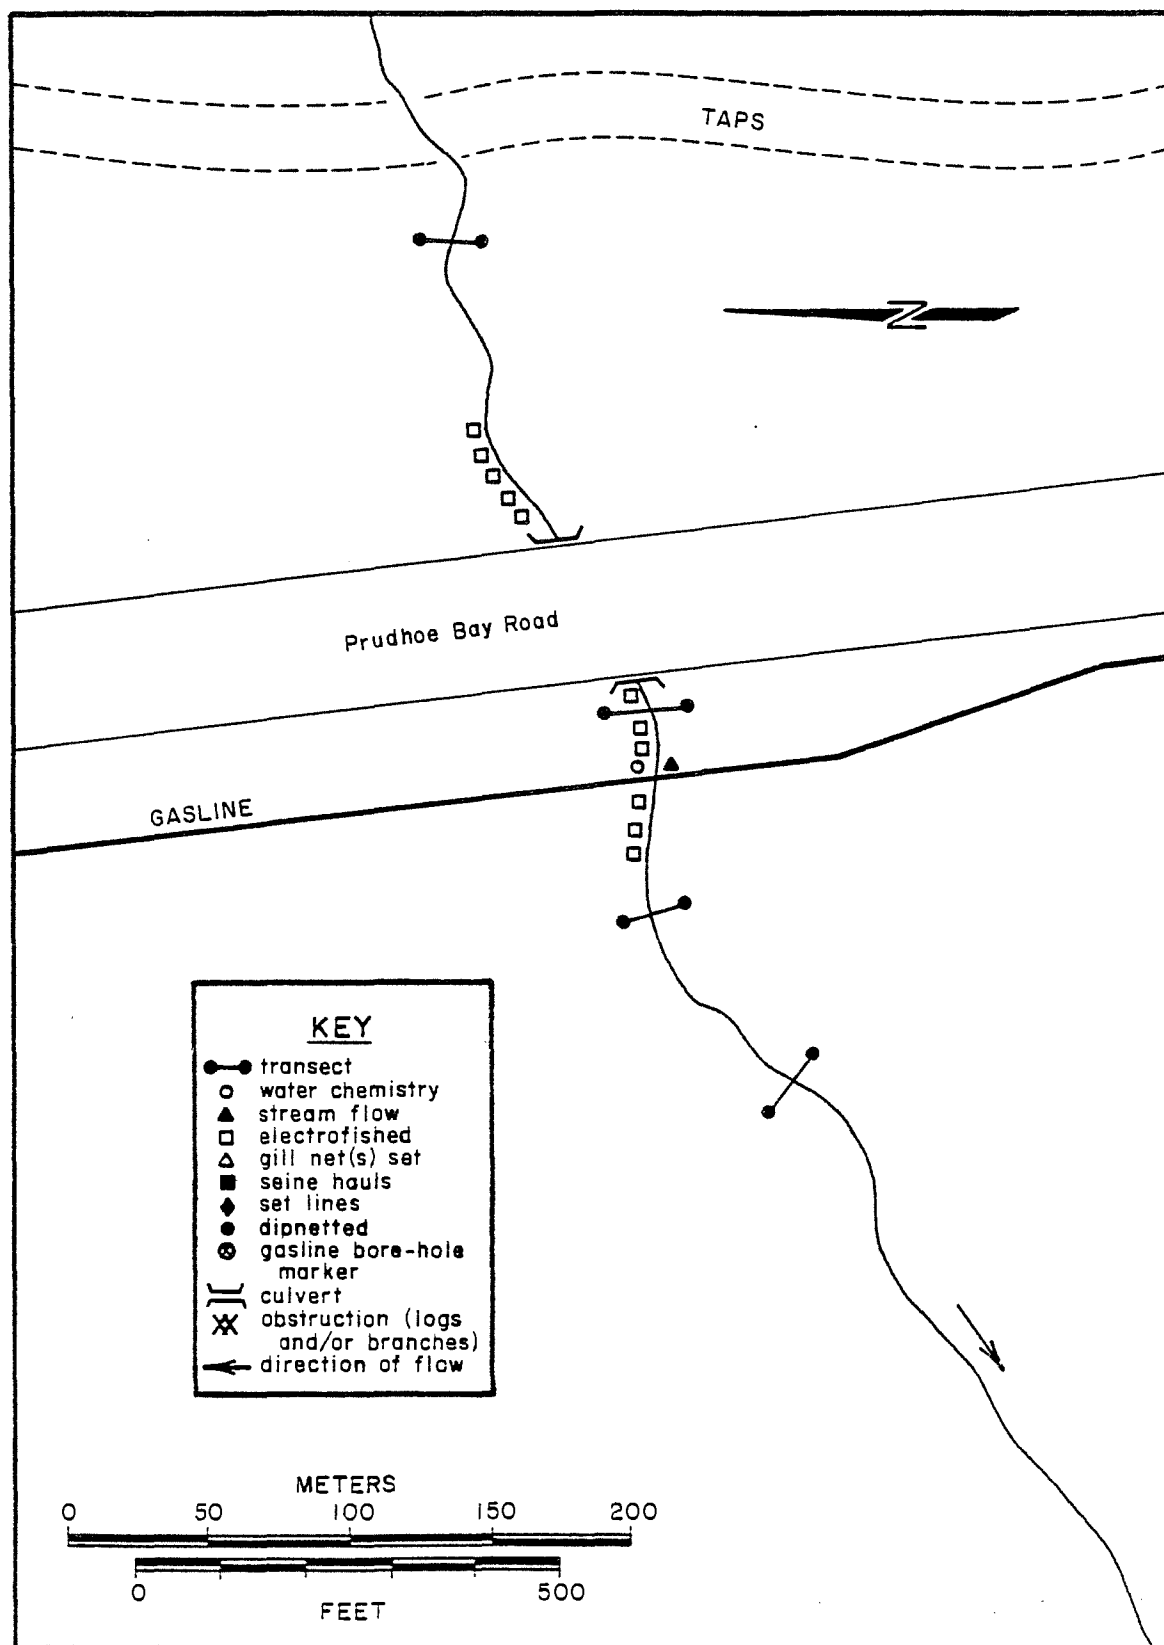 TAPS
N
Prudhoe Bay Road
GASLINE
KEY
transect
water chemistry
stream flow
electrofished
gill net(s) set
seine hauls
set lines
dipnetted
gasline bore-hole
marker
culvert
obstruction (logs
and/or branches)
direction of flow
METERS
0 50 100 150 200
0 500
FEET